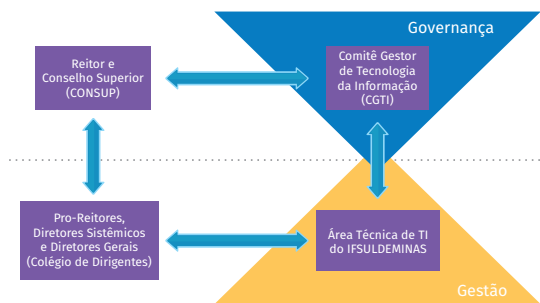 Governança
Reitor e
Conselho Superior
(CONSUP)
Comitê Gestor
de Tecnologia
da Informação
(CGTI)
Pro-Reitores,
Diretores Sistêmicos
e Diretores Gerais
(Colégio de Dirigentes)
Área Técnica de TI
do IFSULDEMINAS
Gestão